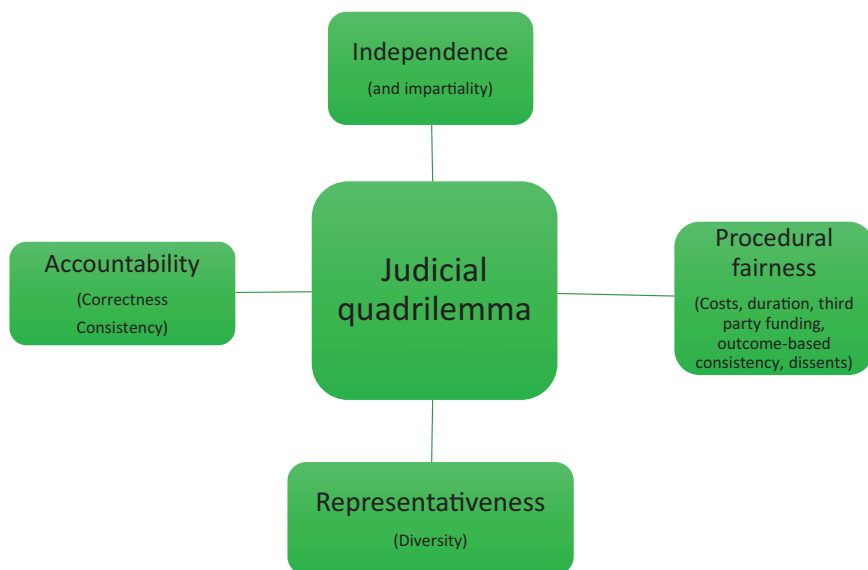 Independence
(and impartiality)
Accountability
(Correctness
Consistency)
Judicial
quadrilemma
Procedural
fairness
(Costs, duration, third
party funding,
outcome-based
consistency, dissents)
Representativeness
(Diversity)